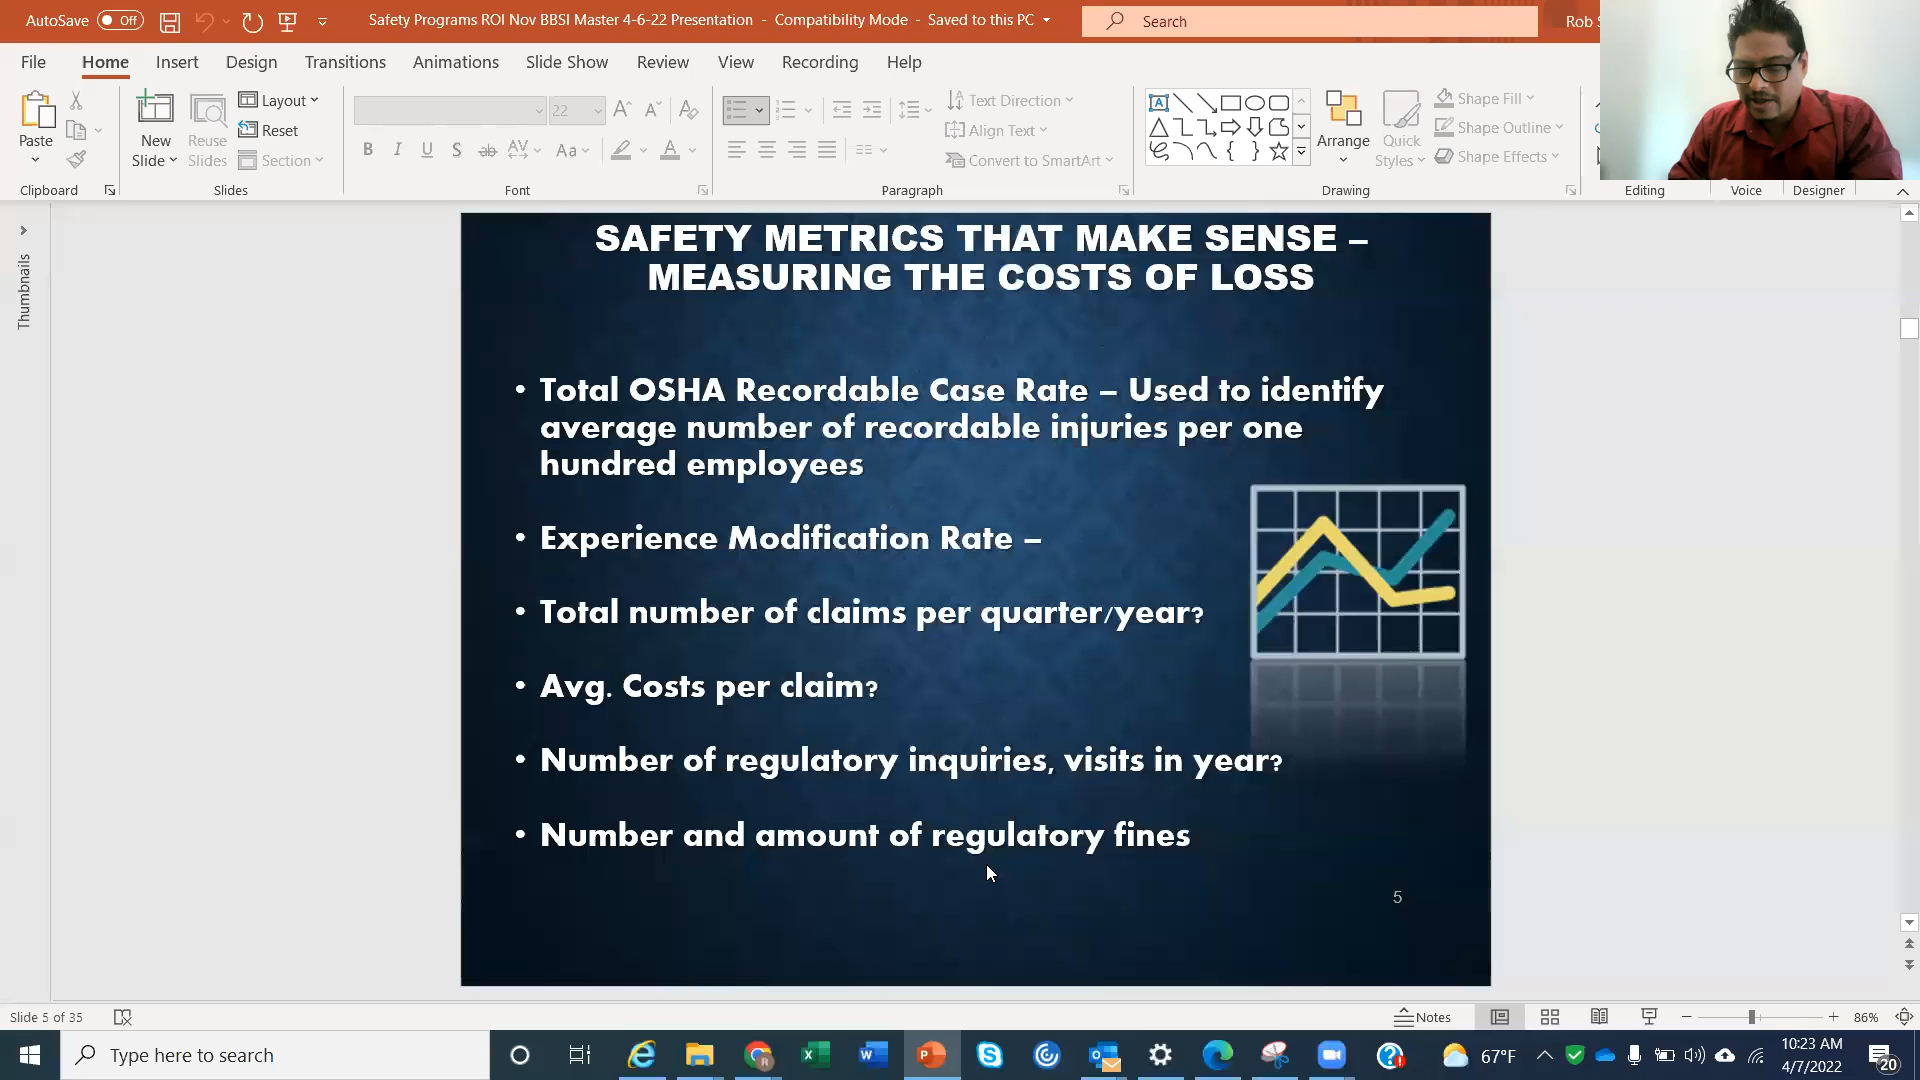 AutoSave Off Safety Programs ROI Nov BBSI Master 4-6-22 Presentation - Compatibility Mode - Saved to this PC Search Rob S
File Home Insert Design Transitions Animations Slide Show Review View Recording Help
Paste New Slide Reuse Slides Layout Reset Section 22 Text Direction Align Text Convert to SmartArt Arrange Quick Styles Shape Fill Shape Outline Shape Effects
Clipboard Slides Font Paragraph Drawing Editing Voice Designer
Thumbnails
SAFETY METRICS THAT MAKE SENSE –
MEASURING THE COSTS OF LOSS
• Total OSHA Recordable Case Rate – Used to identify
average number of recordable injuries per one
hundred employees
• Experience Modification Rate –
• Total number of claims per quarter/year?
• Avg. Costs per claim?
• Number of regulatory inquiries, visits in year?
• Number and amount of regulatory fines
5
Slide 5 of 35 Notes 86%
Type here to search 67°F 10:23 AM
4/7/2022 20